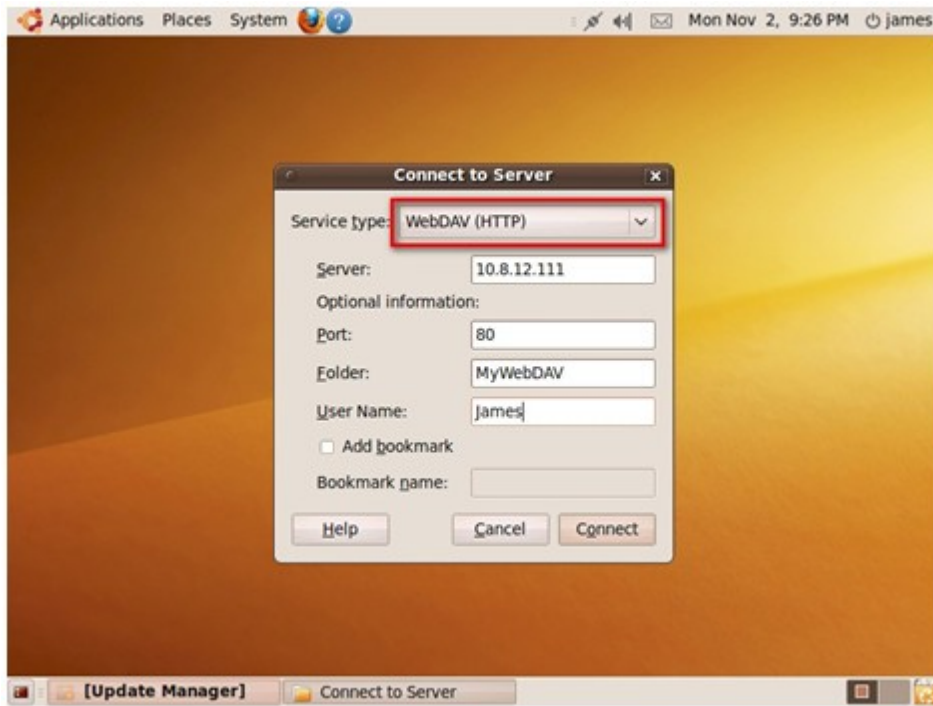 Applications Places System Mon Nov 2, 9:26 PM james
Connect to Server
Service type: WebDAV (HTTP)
Server: 10.8.12.111
Optional information:
Port: 80
Folder: MyWebDAV
User Name: James
Add bookmark
Bookmark name:
Help Cancel Connect
[Update Manager] Connect to Server